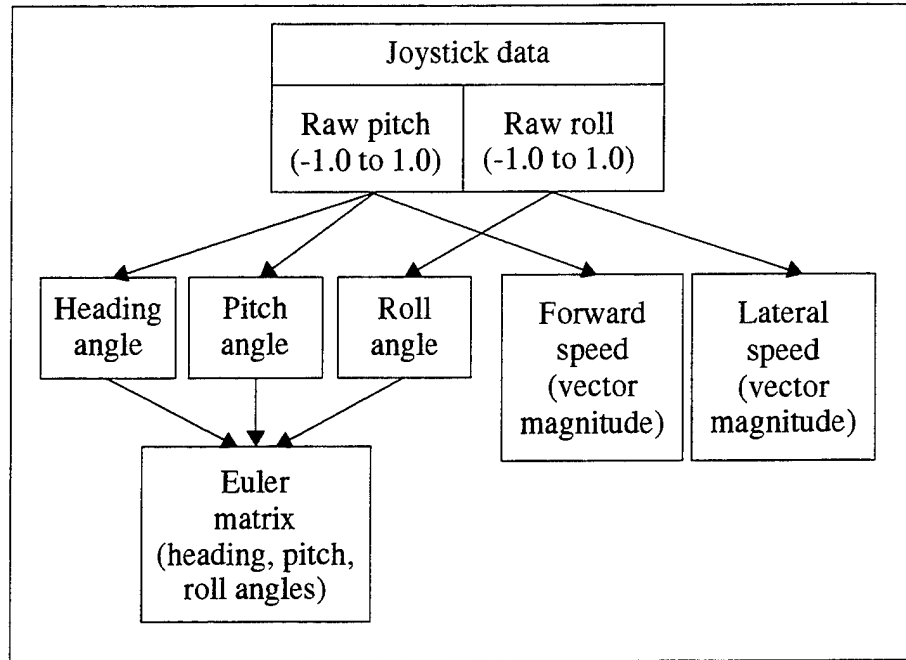 Joystick data
Raw pitch
(-1.0 to 1.0)
Raw roll
(-1.0 to 1.0)
Heading
angle
Pitch
angle
Roll
angle
Forward
speed
(vector
magnitude)
Lateral
speed
(vector
magnitude)
Euler
matrix
(heading, pitch,
roll angles)